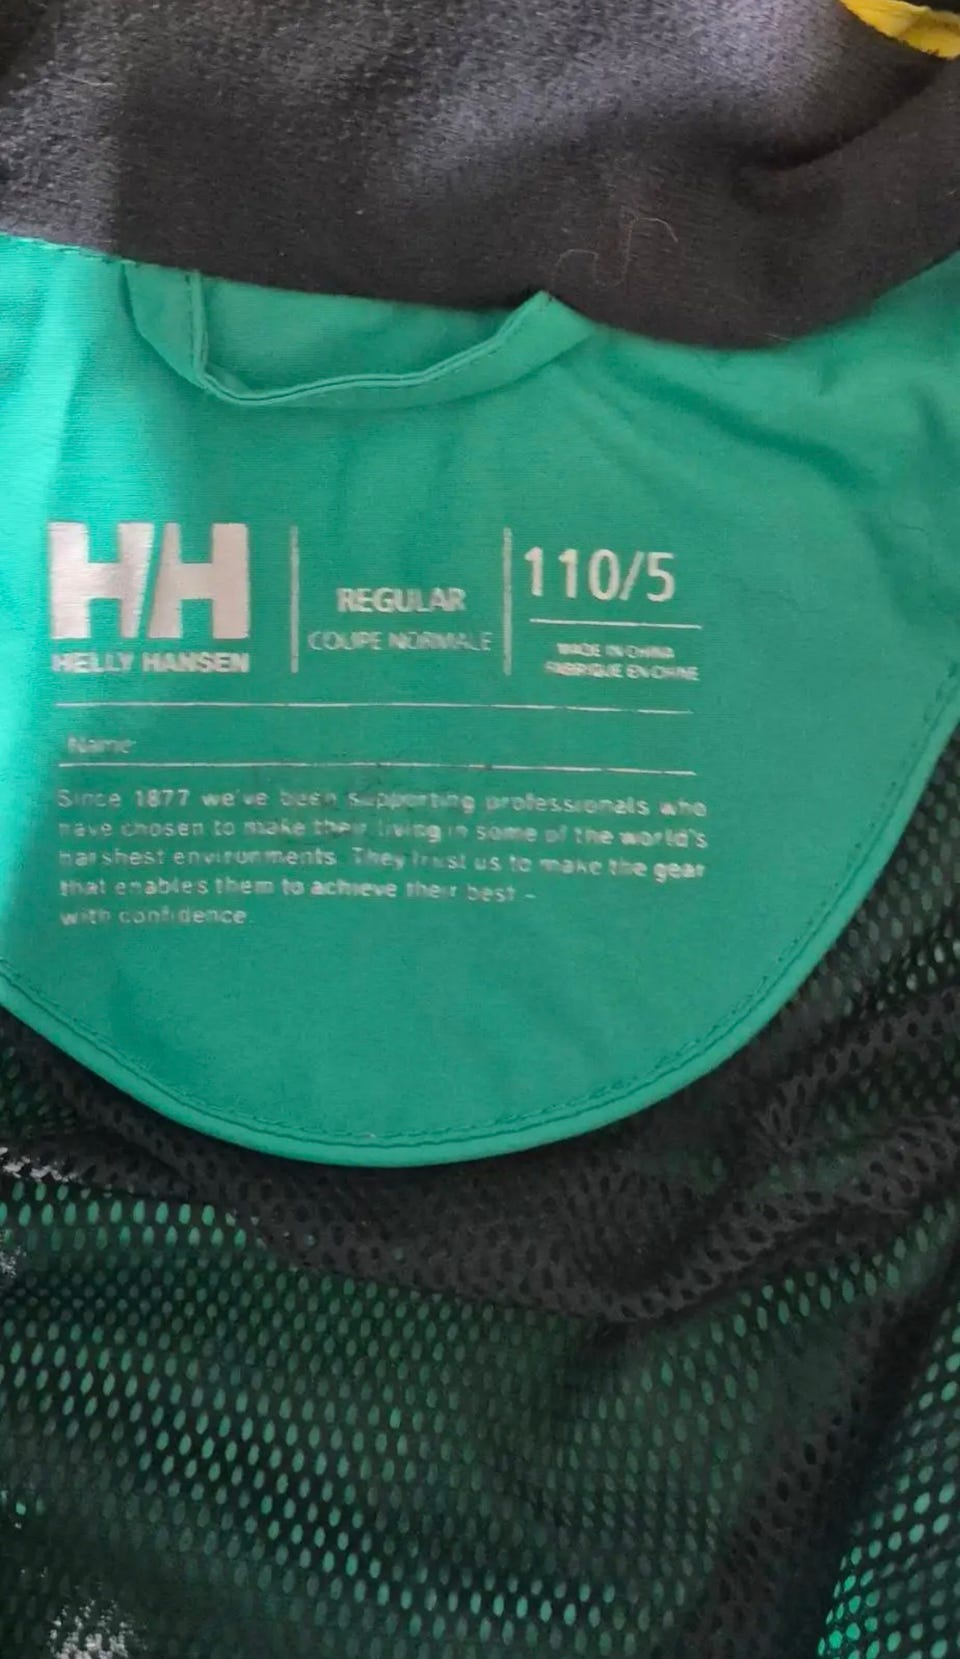 HH
HELLY HANSEN
REGULAR
COUPE NORMALE
110/5
MADE IN CHINA
FABRIQUE EN CHINE
Name
Since 1877 we've been supporting professionals who
have chosen to make their living in some of the world's
harshest environments. They trust us to make the gear
that enables them to achieve their best –
with confidence.